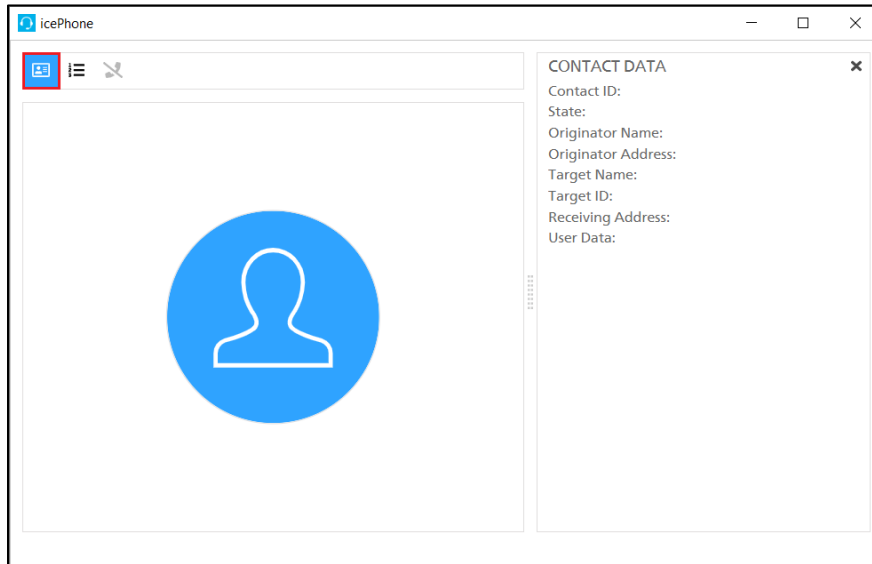 icePhone
CONTACT DATA
Contact ID:
State:
Originator Name:
Originator Address:
Target Name:
Target ID:
Receiving Address:
User Data: